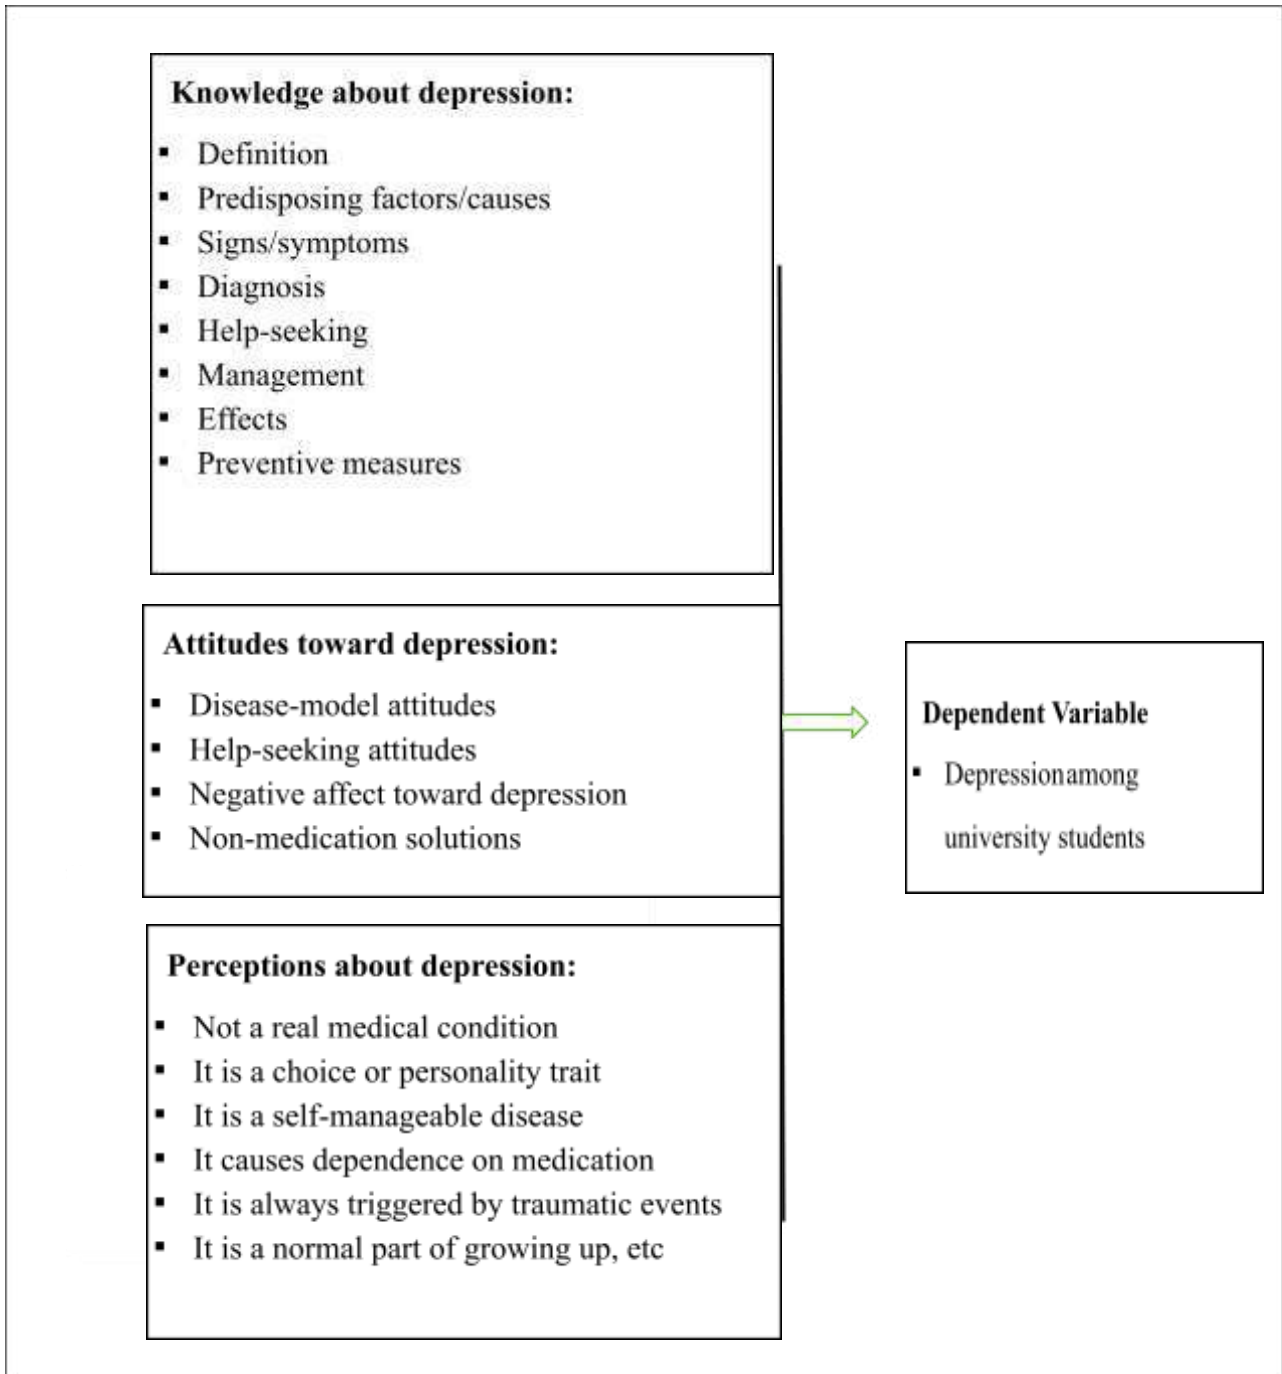 Knowledge about depression:
▪ Definition
▪ Predisposing factors/causes
▪ Signs/symptoms
▪ Diagnosis
▪ Help-seeking
▪ Management
▪ Effects
▪ Preventive measures
Attitudes toward depression:
▪ Disease-model attitudes
▪ Help-seeking attitudes
▪ Negative affect toward depression
▪ Non-medication solutions
Perceptions about depression:
▪ Not a real medical condition
▪ It is a choice or personality trait
▪ It is a self-manageable disease
▪ It causes dependence on medication
▪ It is always triggered by traumatic events
▪ It is a normal part of growing up, etc
Dependent Variable
▪ Depressionamong
university students